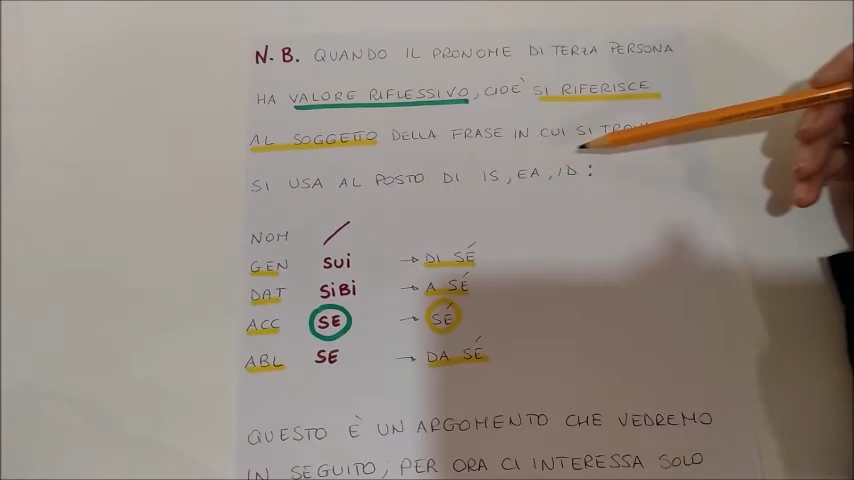 N.B. QUANDO IL PRONOME DI TERZA PERSONA
HA VALORE RIFLESSIVO, CIOÈ SI RIFERISCE
AL SOGGETTO DELLA FRASE IN CUI SI
SI USA AL POSTO DI IS, EA, ID :
NOM /
GEN SUI → DI SÉ
DAT SIBI → A SÉ
ACC SE → SÉ
ABL SE → DA SÉ
QUESTO È UN ARGOMENTO CHE VEDREMO
IN SEGUITO; PER ORA CI INTERESSA SOLO